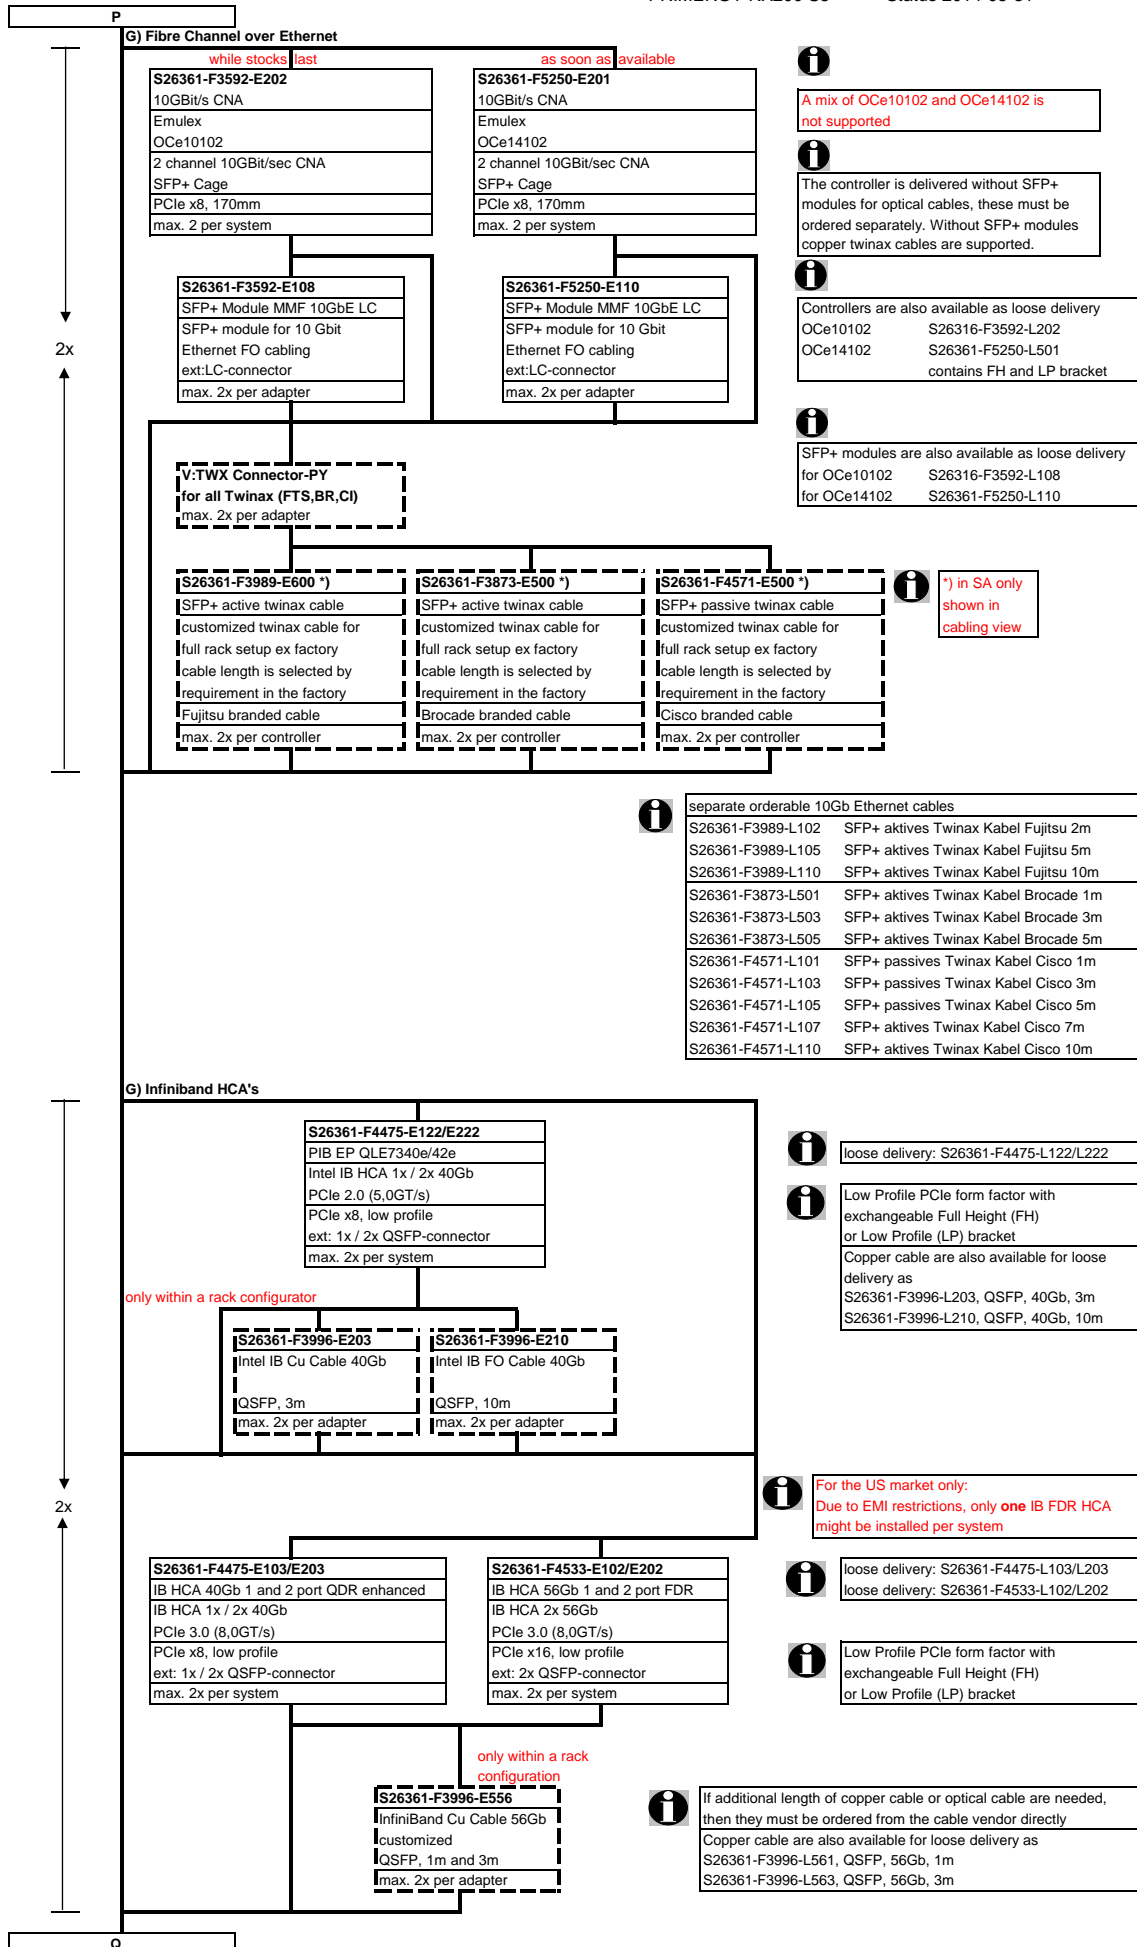 P
G) Fibre Channel over Ethernet
while stocks last
as soon as available
S26361-F3592-E202
10GBit/s CNA
Emulex
OCe10102
2 channel 10GBit/sec CNA
SFP+ Cage
PCIe x8, 170mm
max. 2 per system
S26361-F5250-E201
10GBit/s CNA
Emulex
OCe14102
2 channel 10GBit/sec CNA
SFP+ Cage
PCIe x8, 170mm
max. 2 per system
A mix of OCe10102 and OCe14102 is
not supported
The controller is delivered without SFP+
modules for optical cables, these must be
ordered separately. Without SFP+ modules
copper twinax cables are supported.
S26361-F3592-E108
SFP+ Module MMF 10GbE LC
SFP+ module for 10 Gbit
Ethernet FO cabling
ext:LC-connector
max. 2x per adapter
S26361-F5250-E110
SFP+ Module MMF 10GbE LC
SFP+ module for 10 Gbit
Ethernet FO cabling
ext:LC-connector
max. 2x per adapter
Controllers are also available as loose delivery
OCe10102 S26316-F3592-L202
OCe14102 S26361-F5250-L501
contains FH and LP bracket
2x
SFP+ modules are also available as loose delivery
for OCe10102 S26316-F3592-L108
for OCe14102 S26361-F5250-L110
V:TWX Connector-PY
for all Twinax (FTS,BR,CI)
max. 2x per adapter
S26361-F3989-E600 *)
SFP+ active twinax cable
customized twinax cable for
full rack setup ex factory
cable length is selected by
requirement in the factory
Fujitsu branded cable
max. 2x per controller
S26361-F3873-E500 *)
SFP+ active twinax cable
customized twinax cable for
full rack setup ex factory
cable length is selected by
requirement in the factory
Brocade branded cable
max. 2x per controller
S26361-F4571-E500 *)
SFP+ passive twinax cable
customized twinax cable for
full rack setup ex factory
cable length is selected by
requirement in the factory
Cisco branded cable
max. 2x per controller
*) in SA only
shown in
cabling view
separate orderable 10Gb Ethernet cables
S26361-F3989-L102 SFP+ aktives Twinax Kabel Fujitsu 2m
S26361-F3989-L105 SFP+ aktives Twinax Kabel Fujitsu 5m
S26361-F3989-L110 SFP+ aktives Twinax Kabel Fujitsu 10m
S26361-F3873-L501 SFP+ aktives Twinax Kabel Brocade 1m
S26361-F3873-L503 SFP+ aktives Twinax Kabel Brocade 3m
S26361-F3873-L505 SFP+ aktives Twinax Kabel Brocade 5m
S26361-F4571-L101 SFP+ passives Twinax Kabel Cisco 1m
S26361-F4571-L103 SFP+ passives Twinax Kabel Cisco 3m
S26361-F4571-L105 SFP+ passives Twinax Kabel Cisco 5m
S26361-F4571-L107 SFP+ aktives Twinax Kabel Cisco 7m
S26361-F4571-L110 SFP+ aktives Twinax Kabel Cisco 10m
G) Infiniband HCA's
S26361-F4475-E122/E222
PIB EP QLE7340e/42e
Intel IB HCA 1x / 2x 40Gb
PCIe 2.0 (5,0GT/s)
PCIe x8, low profile
ext: 1x / 2x QSFP-connector
max. 2x per system
loose delivery: S26361-F4475-L122/L222
Low Profile PCIe form factor with
exchangeable Full Height (FH)
or Low Profile (LP) bracket
Copper cable are also available for loose
delivery as
S26361-F3996-L203, QSFP, 40Gb, 3m
S26361-F3996-L210, QSFP, 40Gb, 10m
only within a rack configurator
S26361-F3996-E203
Intel IB Cu Cable 40Gb
QSFP, 3m
max. 2x per adapter
S26361-F3996-E210
Intel IB FO Cable 40Gb
QSFP, 10m
max. 2x per adapter
2x
For the US market only:
Due to EMI restrictions, only one IB FDR HCA
might be installed per system
S26361-F4475-E103/E203
IB HCA 40Gb 1 and 2 port QDR enhanced
IB HCA 1x / 2x 40Gb
PCIe 3.0 (8,0GT/s)
PCIe x8, low profile
ext: 1x / 2x QSFP-connector
max. 2x per system
S26361-F4533-E102/E202
IB HCA 56Gb 1 and 2 port FDR
IB HCA 2x 56Gb
PCIe 3.0 (8,0GT/s)
PCIe x16, low profile
ext: 2x QSFP-connector
max. 2x per system
loose delivery: S26361-F4475-L103/L203
loose delivery: S26361-F4533-L102/L202
Low Profile PCIe form factor with
exchangeable Full Height (FH)
or Low Profile (LP) bracket
only within a rack
configuration
S26361-F3996-E556
InfiniBand Cu Cable 56Gb
customized
QSFP, 1m and 3m
max. 2x per adapter
If additional length of copper cable or optical cable are needed,
then they must be ordered from the cable vendor directly
Copper cable are also available for loose delivery as
S26361-F3996-L561, QSFP, 56Gb, 1m
S26361-F3996-L563, QSFP, 56Gb, 3m
Q